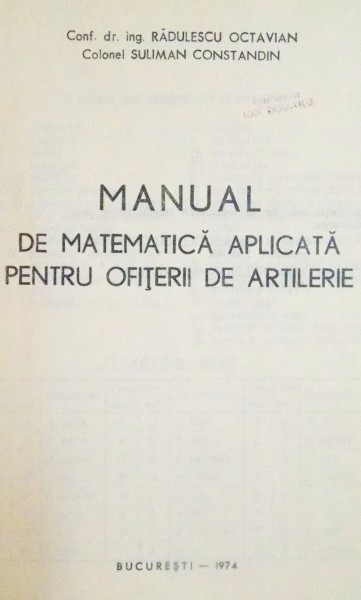 Conf. dr. ing. RĂDULESCU OCTAVIAN
Colonel SULIMAN CONSTANDIN
MANUAL
DE MATEMATICĂ APLICATĂ
PENTRU OFIŢERII DE ARTILERIE
BUCUREŞTI — 1974